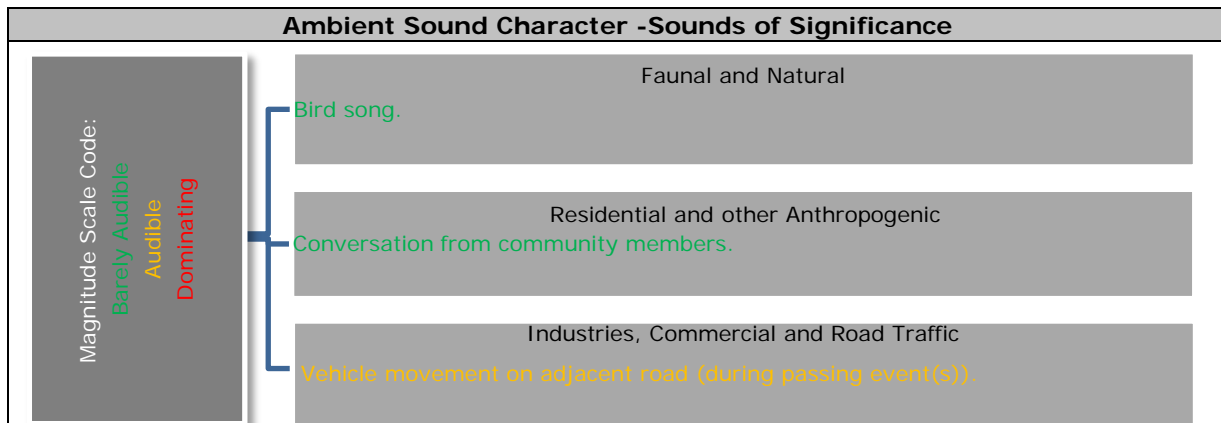 Ambient Sound Character -Sounds of Significance
Magnitude Scale Code:
Barely Audible
Audible
Dominating
Faunal and Natural
Bird song.
Residential and other Anthropogenic
Conversation from community members.
Industries, Commercial and Road Traffic
Vehicle movement on adjacent road (during passing event(s)).